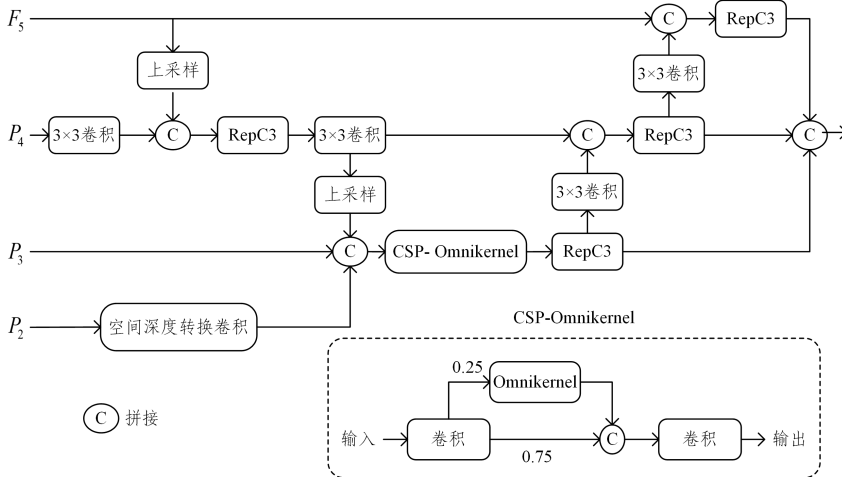 F5
C
RepC3
上采样
3×3卷积
P4
3×3卷积
C
RepC3
3×3卷积
C
RepC3
C
上采样
3×3卷积
P3
C
CSP- Omnikernel
RepC3
P2
空间深度转换卷积
CSP-Omnikernel
0.25
Omnikernel
C 拼接
输入
卷积
C
卷积
输出
0.75